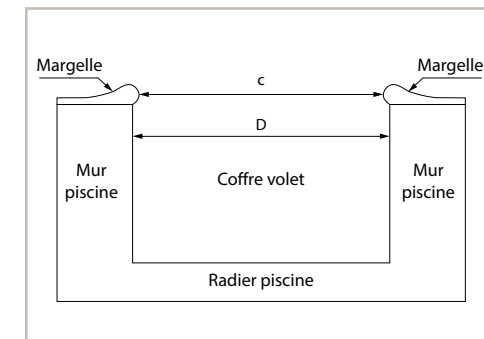 Margelle
Margelle
c
D
Mur
piscine
Coffre volet
Mur
piscine
Radier piscine